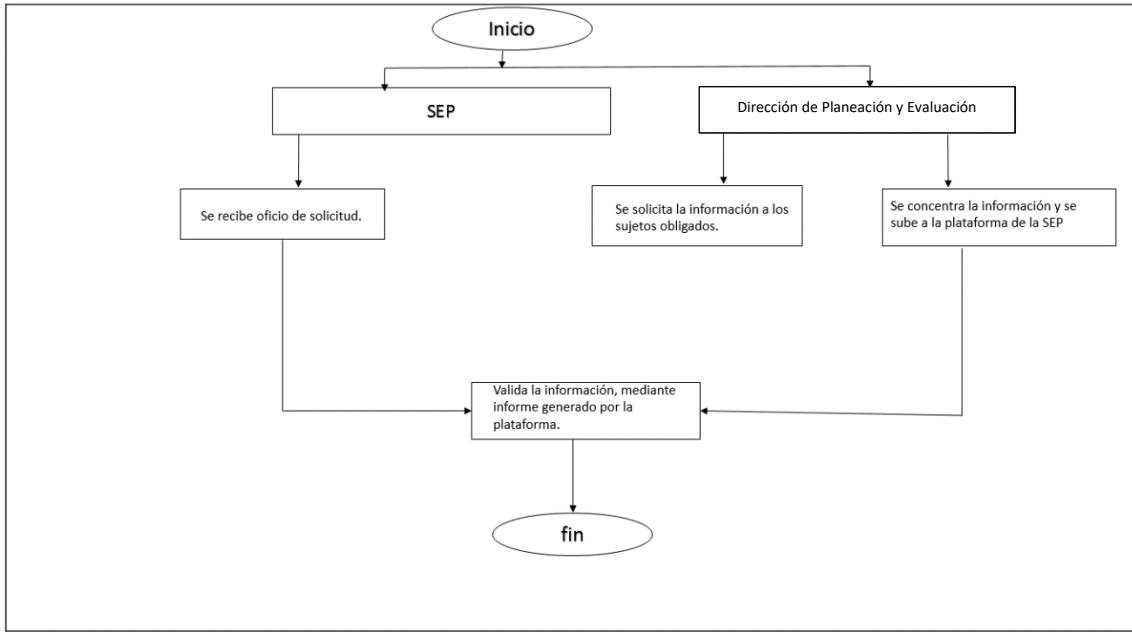 Inicio
SEP
Dirección de Planeación y Evaluación
Se recibe oficio de solicitud.
Se solicita la información a los
sujetos obligados.
Se concentra la información y se
sube a la plataforma de la SEP
Valida la información, mediante
informe generado por la
plataforma.
fin